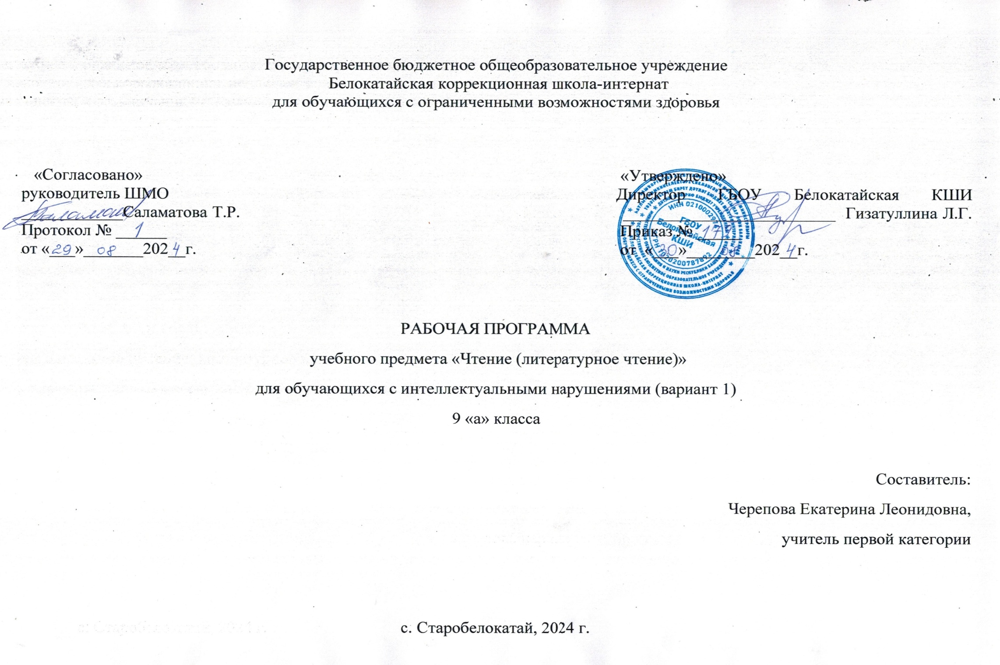 Государственное бюджетное общеобразовательное учреждение
Белокатайская коррекционная школа-интернат
для обучающихся с ограниченными возможностями здоровья
«Согласовано»
руководитель ШМО
Саламатова Т.Р.
Протокол № 1
от «29» 08 2024 г.
«Утверждено»
Директор ГБОУ Белокатайская КШИ
Гизатуллина Л.Г.
Приказ №
от «30» 08 2024 г.
ГБОУ
Белокатайская
КШИ
РАБОЧАЯ ПРОГРАММА
учебного предмета «Чтение (литературное чтение)»
для обучающихся с интеллектуальными нарушениями (вариант 1)
9 «а» класса
Составитель:
Черепова Екатерина Леонидовна,
учитель первой категории
с. Старобелокатай, 2024 г.